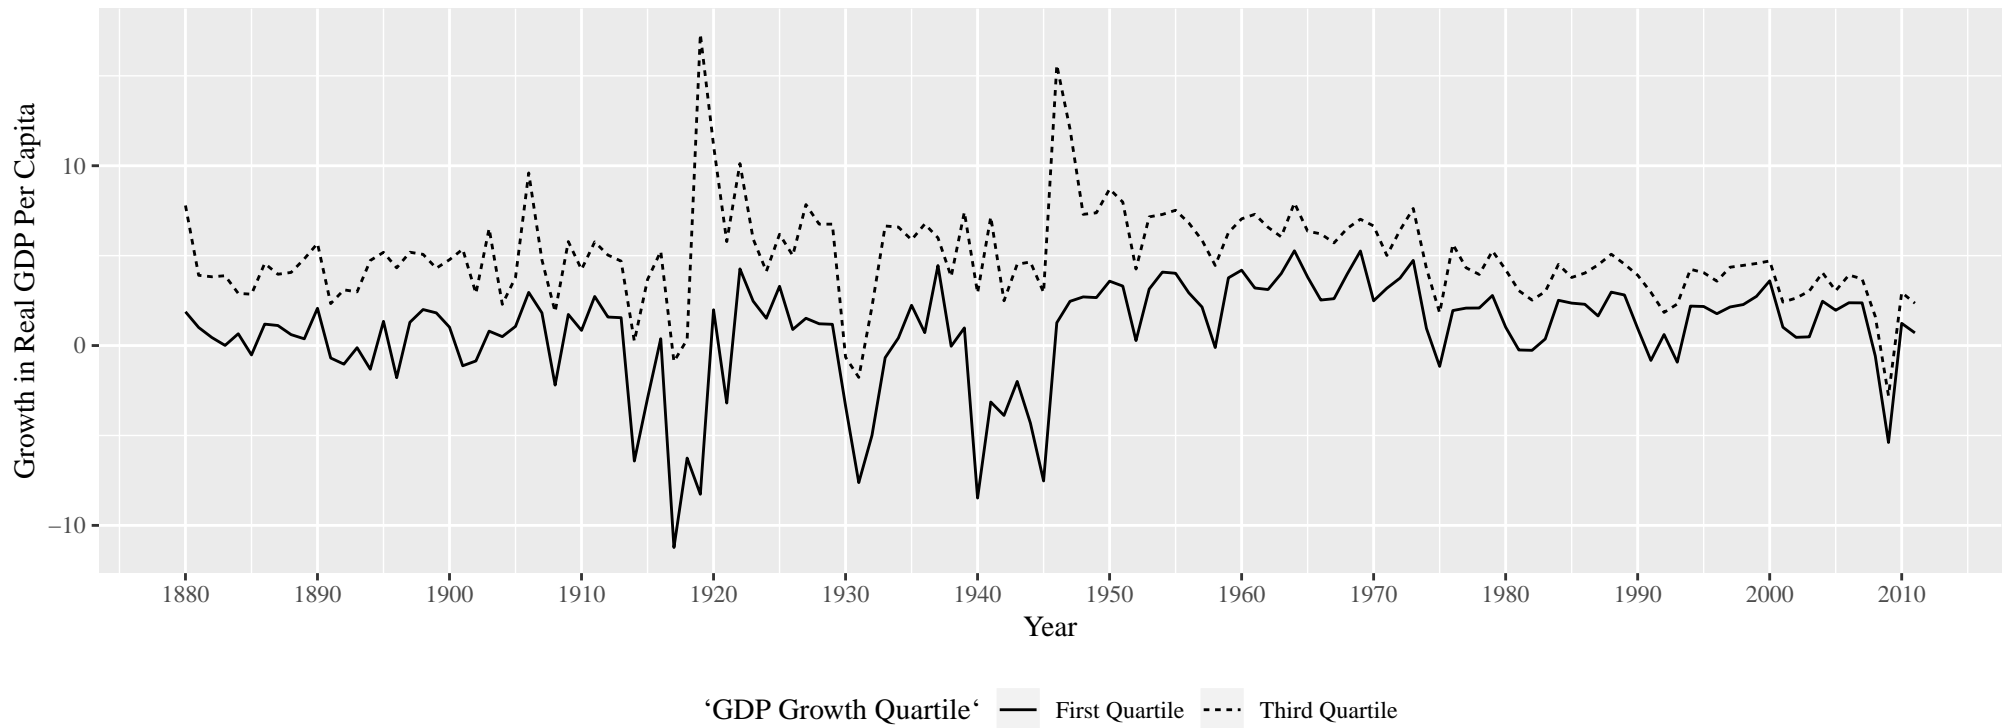 Growth in Real GDP Per Capita
10
0
−10
1880 1890 1900 1910 1920 1930 1940 1950 1960 1970 1980 1990 2000 2010
Year
‘GDP Growth Quartile‘ First Quartile Third Quartile